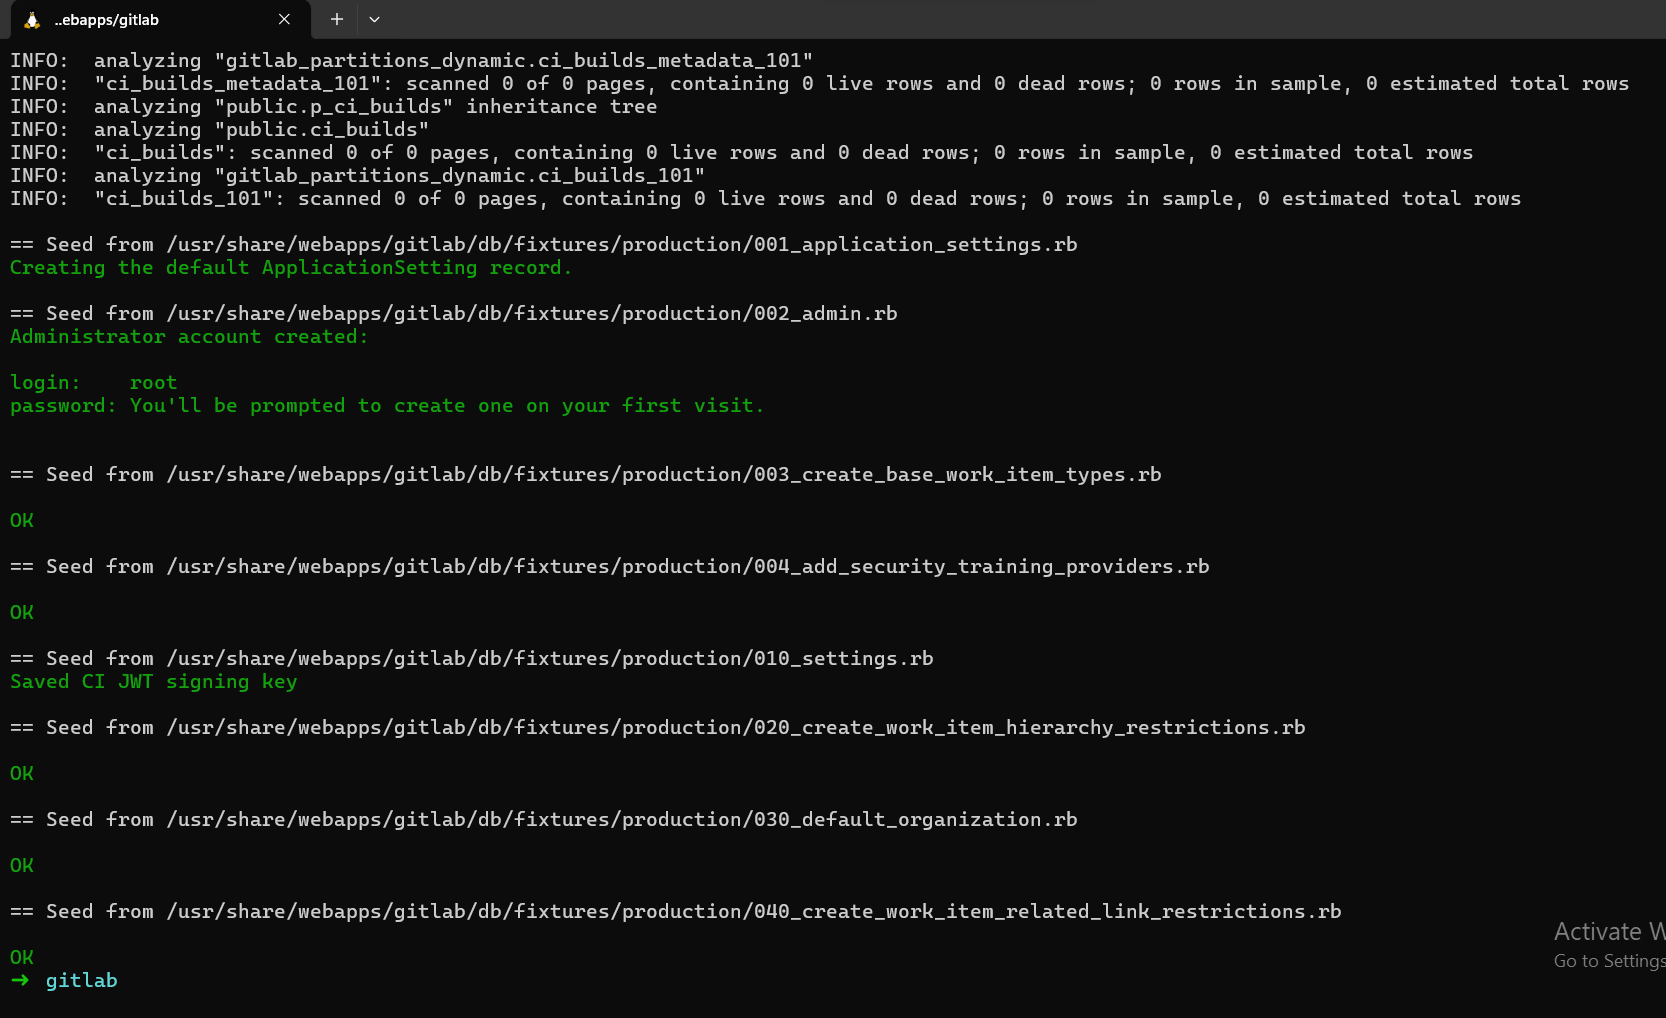 ..ebapps/gitlab
INFO:  analyzing "gitlab_partitions_dynamic.ci_builds_metadata_101"
INFO:  "ci_builds_metadata_101": scanned 0 of 0 pages, containing 0 live rows and 0 dead rows; 0 rows in sample, 0 estimated total rows
INFO:  analyzing "public.p_ci_builds" inheritance tree
INFO:  analyzing "public.ci_builds"
INFO:  "ci_builds": scanned 0 of 0 pages, containing 0 live rows and 0 dead rows; 0 rows in sample, 0 estimated total rows
INFO:  analyzing "gitlab_partitions_dynamic.ci_builds_101"
INFO:  "ci_builds_101": scanned 0 of 0 pages, containing 0 live rows and 0 dead rows; 0 rows in sample, 0 estimated total rows
== Seed from /usr/share/webapps/gitlab/db/fixtures/production/001_application_settings.rb
Creating the default ApplicationSetting record.
== Seed from /usr/share/webapps/gitlab/db/fixtures/production/002_admin.rb
Administrator account created:
login:    root
password: You'll be prompted to create one on your first visit.
== Seed from /usr/share/webapps/gitlab/db/fixtures/production/003_create_base_work_item_types.rb
OK
== Seed from /usr/share/webapps/gitlab/db/fixtures/production/004_add_security_training_providers.rb
OK
== Seed from /usr/share/webapps/gitlab/db/fixtures/production/010_settings.rb
Saved CI JWT signing key
== Seed from /usr/share/webapps/gitlab/db/fixtures/production/020_create_work_item_hierarchy_restrictions.rb
OK
== Seed from /usr/share/webapps/gitlab/db/fixtures/production/030_default_organization.rb
OK
== Seed from /usr/share/webapps/gitlab/db/fixtures/production/040_create_work_item_related_link_restrictions.rb
OK
➜ gitlab
Activate W
Go to Settings